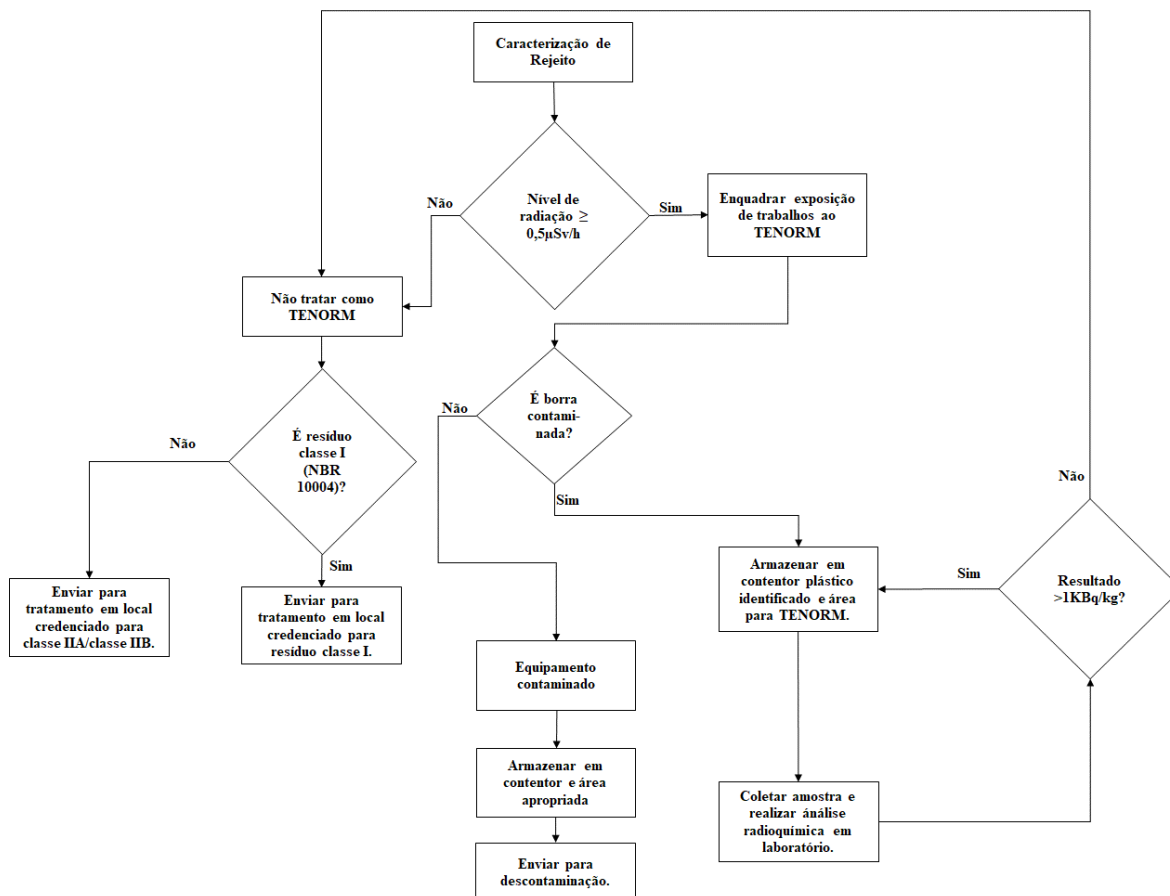 Caracterização de
Rejeito
Não
Nível de
radiação ≥
0,5µSv/h
Sim
Enquadrar exposição
de trabalhos ao
TENORM
Não tratar como
TENORM
Não
É borra
contami-
nada?
Sim
Não
É resíduo
classe I
(NBR
10004)?
Sim
Enviar para
tratamento em local
credenciado para
classe IIA/classe IIB.
Enviar para
tratamento em local
credenciado para
resíduo classe I.
Equipamento
contaminado
Armazenar em
contentor e área
apropriada
Enviar para
descontaminação.
Armazenar em
contentor plástico
identificado e área
para TENORM.
Sim
Não
Resultado
>1KBq/kg?
Coletar amostra e
realizar ánálise
radioquímica em
laboratório.